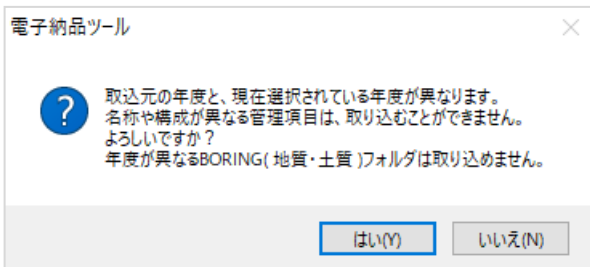 電子納品ツール
取込元の年度と、現在選択されている年度が異なります。
名称や構成が異なる管理項目は、取り込むことができません。
よろしいですか？
年度が異なるBORING( 地質・土質 )フォルダは取り込めません。
はい(Y)
いいえ(N)